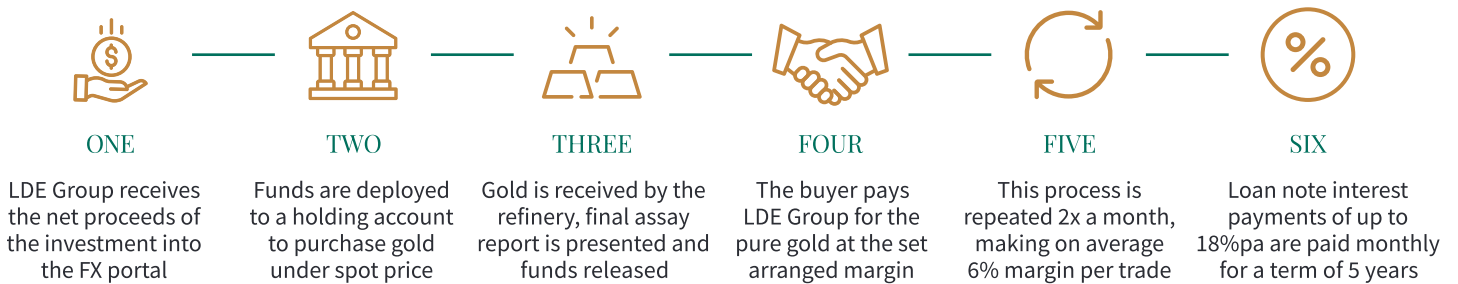 ONE
LDE Group receives
the net proceeds of
the investment into
the FX portal
TWO
Funds are deployed
to a holding account
to purchase gold
under spot price
THREE
Gold is received by the
refinery, final assay
report is presented and
funds released
FOUR
The buyer pays
LDE Group for the
pure gold at the set
arranged margin
FIVE
This process is
repeated 2x a month,
making on average
6% margin per trade
SIX
Loan note interest
payments of up to
18%pa are paid monthly
for a term of 5 years